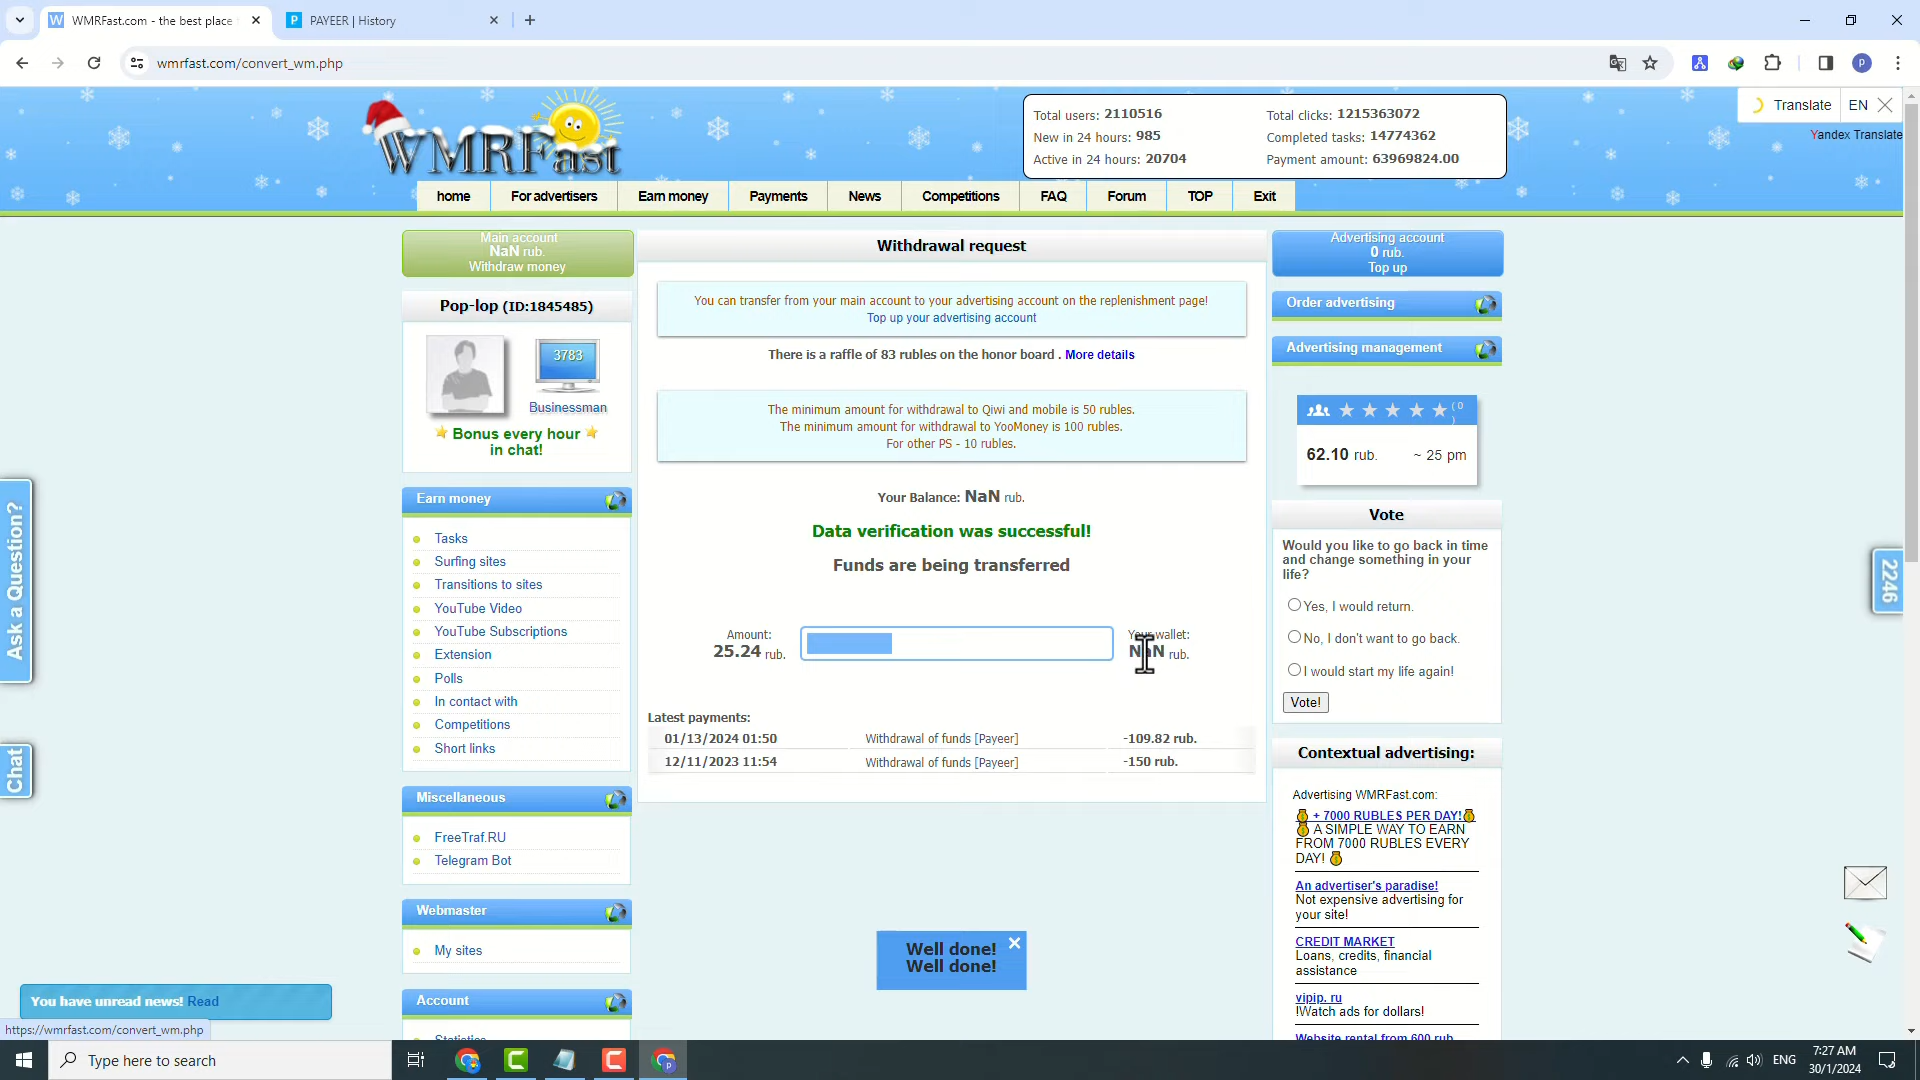 WMRFast.com - the best place
PAYEER | History
wmrfast.com/convert_wm.php
WMRFast
Total users: 2110516
New in 24 hours: 985
Active in 24 hours: 20704
Total clicks: 1215363072
Completed tasks: 14774362
Payment amount: 63969824.00
Translate
EN
Yandex Translate
home
For advertisers
Earn money
Payments
News
Competitions
FAQ
Forum
TOP
Exit
Main account
NaN rub.
Withdraw money
Pop-lop (ID:1845485)
3783
Businessman
Bonus every hour
in chat!
Earn money
Tasks
Surfing sites
Transitions to sites
YouTube Video
YouTube Subscriptions
Extension
Polls
In contact with
Competitions
Short links
Miscellaneous
FreeTraf.RU
Telegram Bot
Webmaster
My sites
Account
Statistics
Withdrawal request
You can transfer from your main account to your advertising account on the replenishment page!
Top up your advertising account
There is a raffle of 83 rubles on the honor board . More details
The minimum amount for withdrawal to Qiwi and mobile is 50 rubles.
The minimum amount for withdrawal to YooMoney is 100 rubles.
For other PS - 10 rubles.
Your Balance: NaN rub.
Data verification was successful!
Funds are being transferred
Amount:
25.24 rub.
Your wallet:
NaN rub.
Latest payments:
01/13/2024 01:50 Withdrawal of funds [Payeer] -109.82 rub.
12/11/2023 11:54 Withdrawal of funds [Payeer] -150 rub.
Well done!
Well done!
Advertising account
0 rub.
Top up
Order advertising
Advertising management
( 0
)
62.10 rub. ~ 25 pm
Vote
Would you like to go back in time
and change something in your
life?
Yes, I would return.
No, I don't want to go back.
I would start my life again!
Vote!
Contextual advertising:
Advertising WMRFast.com:
+ 7000 RUBLES PER DAY!
A SIMPLE WAY TO EARN
FROM 7000 RUBLES EVERY
DAY!
An advertiser's paradise!
Not expensive advertising for
your site!
CREDIT MARKET
Loans, credits, financial
assistance
vipip. ru
!Watch ads for dollars!
Website rental from 600 rub
Ask a Question?
Chat
2246
You have unread news! Read
https://wmrfast.com/convert_wm.php
Type here to search
ENG
7:27 AM
30/1/2024